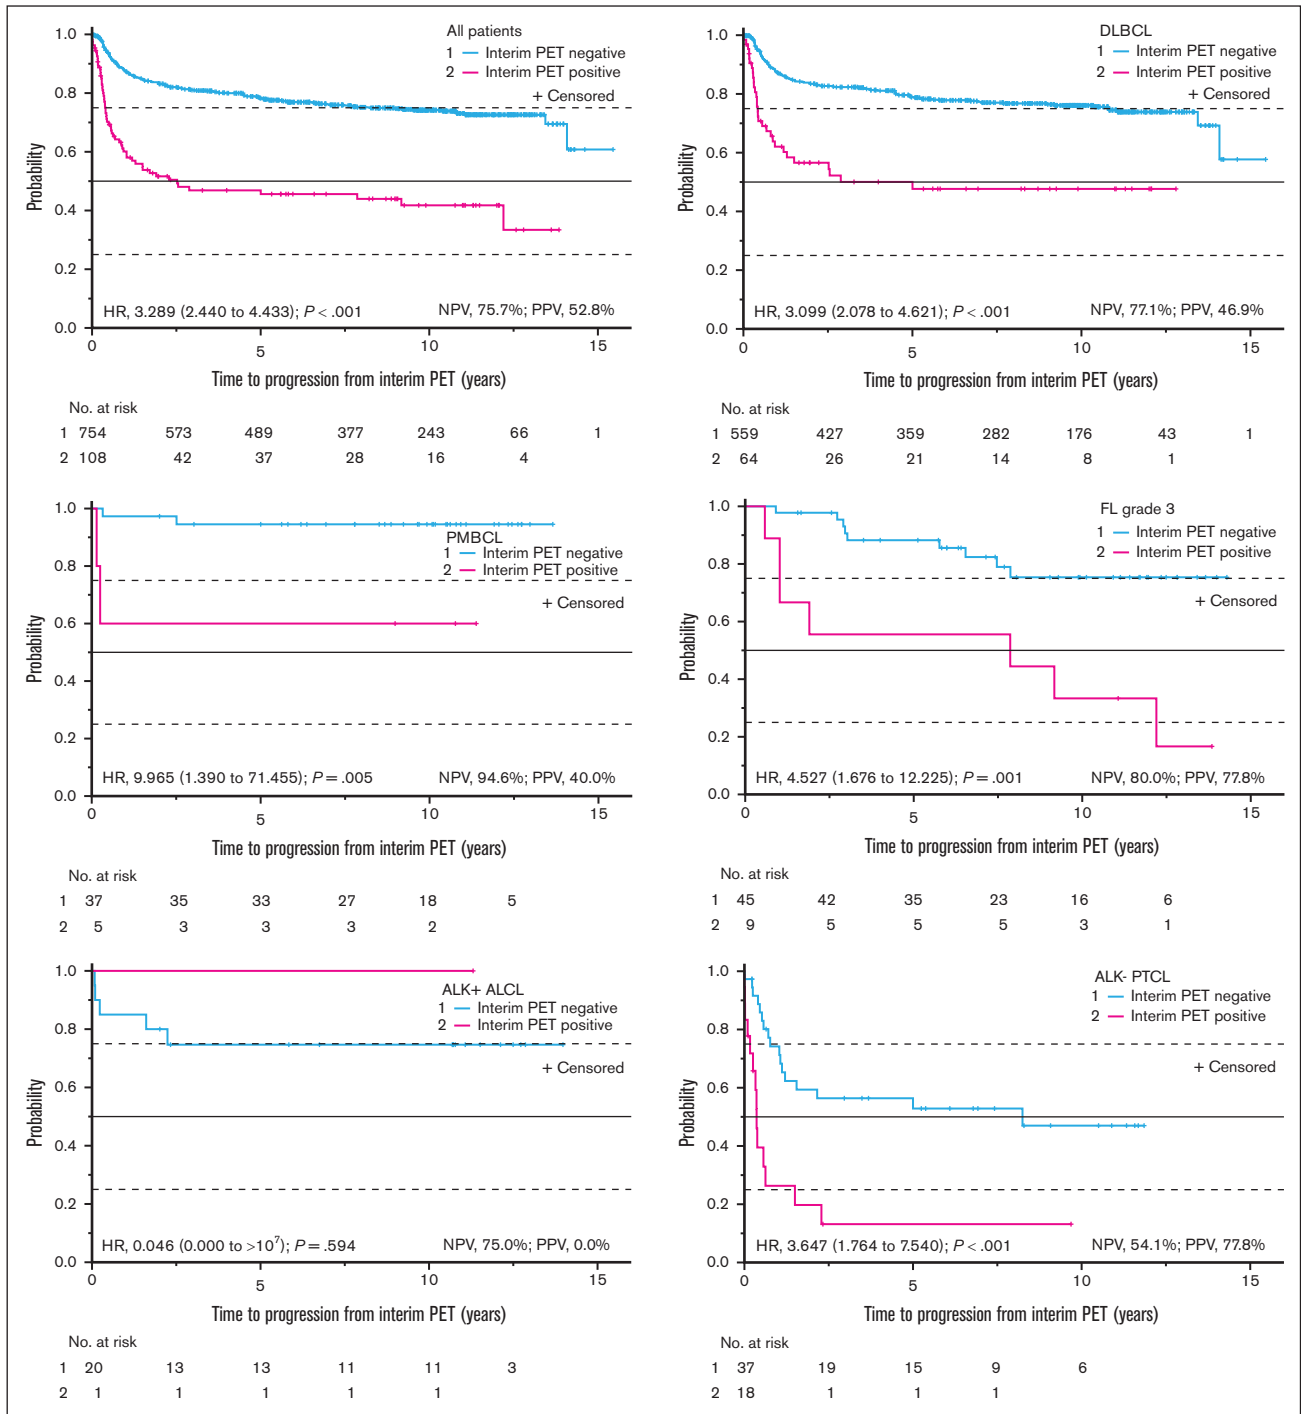 All patients
1 Interim PET negative
2 Interim PET positive
+ Censored
Probability
1.0
0.8
0.6
0.4
0.2
0.0
HR, 3.289 (2.440 to 4.433); P < .001
NPV, 75.7%; PPV, 52.8%
0 5 10 15
Time to progression from interim PET (years)
No. at risk
1 754 573 489 377 243 66 1
2 108 42 37 28 16 4
DLBCL
1 Interim PET negative
2 Interim PET positive
+ Censored
Probability
1.0
0.8
0.6
0.4
0.2
0.0
HR, 3.099 (2.078 to 4.621); P < .001
NPV, 77.1%; PPV, 46.9%
0 5 10 15
Time to progression from interim PET (years)
No. at risk
1 559 427 359 282 176 43 1
2 64 26 21 14 8 1
PMBCL
1 Interim PET negative
2 Interim PET positive
+ Censored
Probability
1.0
0.8
0.6
0.4
0.2
0.0
HR, 9.965 (1.390 to 71.455); P = .005
NPV, 94.6%; PPV, 40.0%
0 5 10 15
Time to progression from interim PET (years)
No. at risk
1 37 35 33 27 18 5
2 5 3 3 3 2
FL grade 3
1 Interim PET negative
2 Interim PET positive
+ Censored
Probability
1.0
0.8
0.6
0.4
0.2
0.0
HR, 4.527 (1.676 to 12.225); P = .001
NPV, 80.0%; PPV, 77.8%
0 5 10 15
Time to progression from interim PET (years)
No. at risk
1 45 42 35 23 16 6
2 9 5 5 5 3 1
ALK+ ALCL
1 Interim PET negative
2 Interim PET positive
+ Censored
Probability
1.0
0.8
0.6
0.4
0.2
0.0
HR, 0.046 (0.000 to >10⁷); P = .594
NPV, 75.0%; PPV, 0.0%
0 5 10 15
Time to progression from interim PET (years)
No. at risk
1 20 13 13 11 11 3
2 1 1 1 1 1
ALK- PTCL
1 Interim PET negative
2 Interim PET positive
+ Censored
Probability
1.0
0.8
0.6
0.4
0.2
0.0
HR, 3.647 (1.764 to 7.540); P < .001
NPV, 54.1%; PPV, 77.8%
0 5 10 15
Time to progression from interim PET (years)
No. at risk
1 37 19 15 9 6
2 18 1 1 1